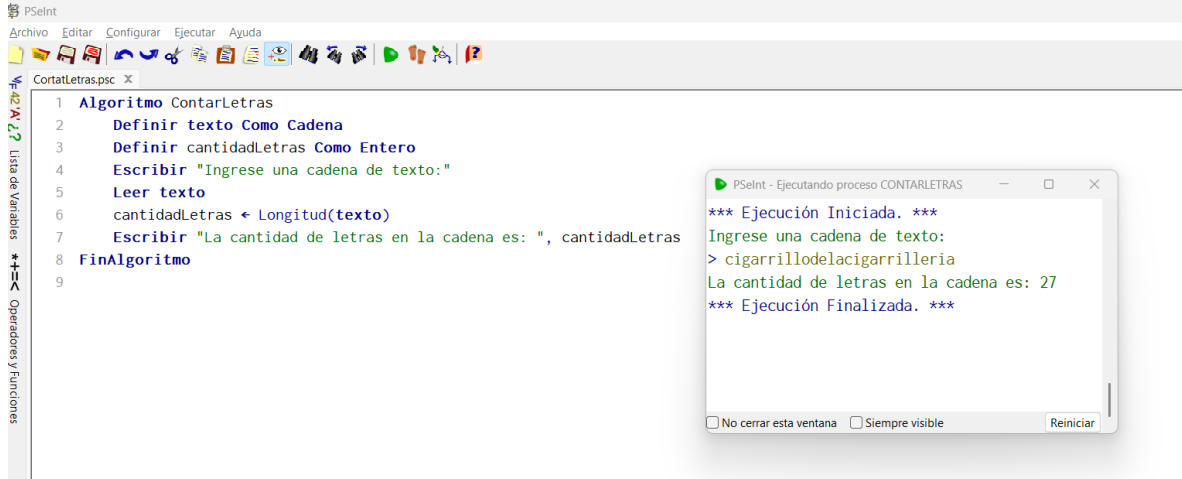 PSeInt
Archivo Editar Configurar Ejecutar Ayuda
CortatLetras.psc X
1 Algoritmo ContarLetras
2 Definir texto Como Cadena
3 Definir cantidadLetras Como Entero
4 Escribir "Ingrese una cadena de texto:"
5 Leer texto
6 cantidadLetras ← Longitud(texto)
7 Escribir "La cantidad de letras en la cadena es: ", cantidadLetras
8 FinAlgoritmo
9
Lista de Variables
*+=< Operadores y Funciones
PSeInt - Ejecutando proceso CONTARLETRAS
*** Ejecución Iniciada. ***
Ingrese una cadena de texto:
> cigarrillodelacigarrilleria
La cantidad de letras en la cadena es: 27
*** Ejecución Finalizada. ***
No cerrar esta ventana Siempre visible Reiniciar